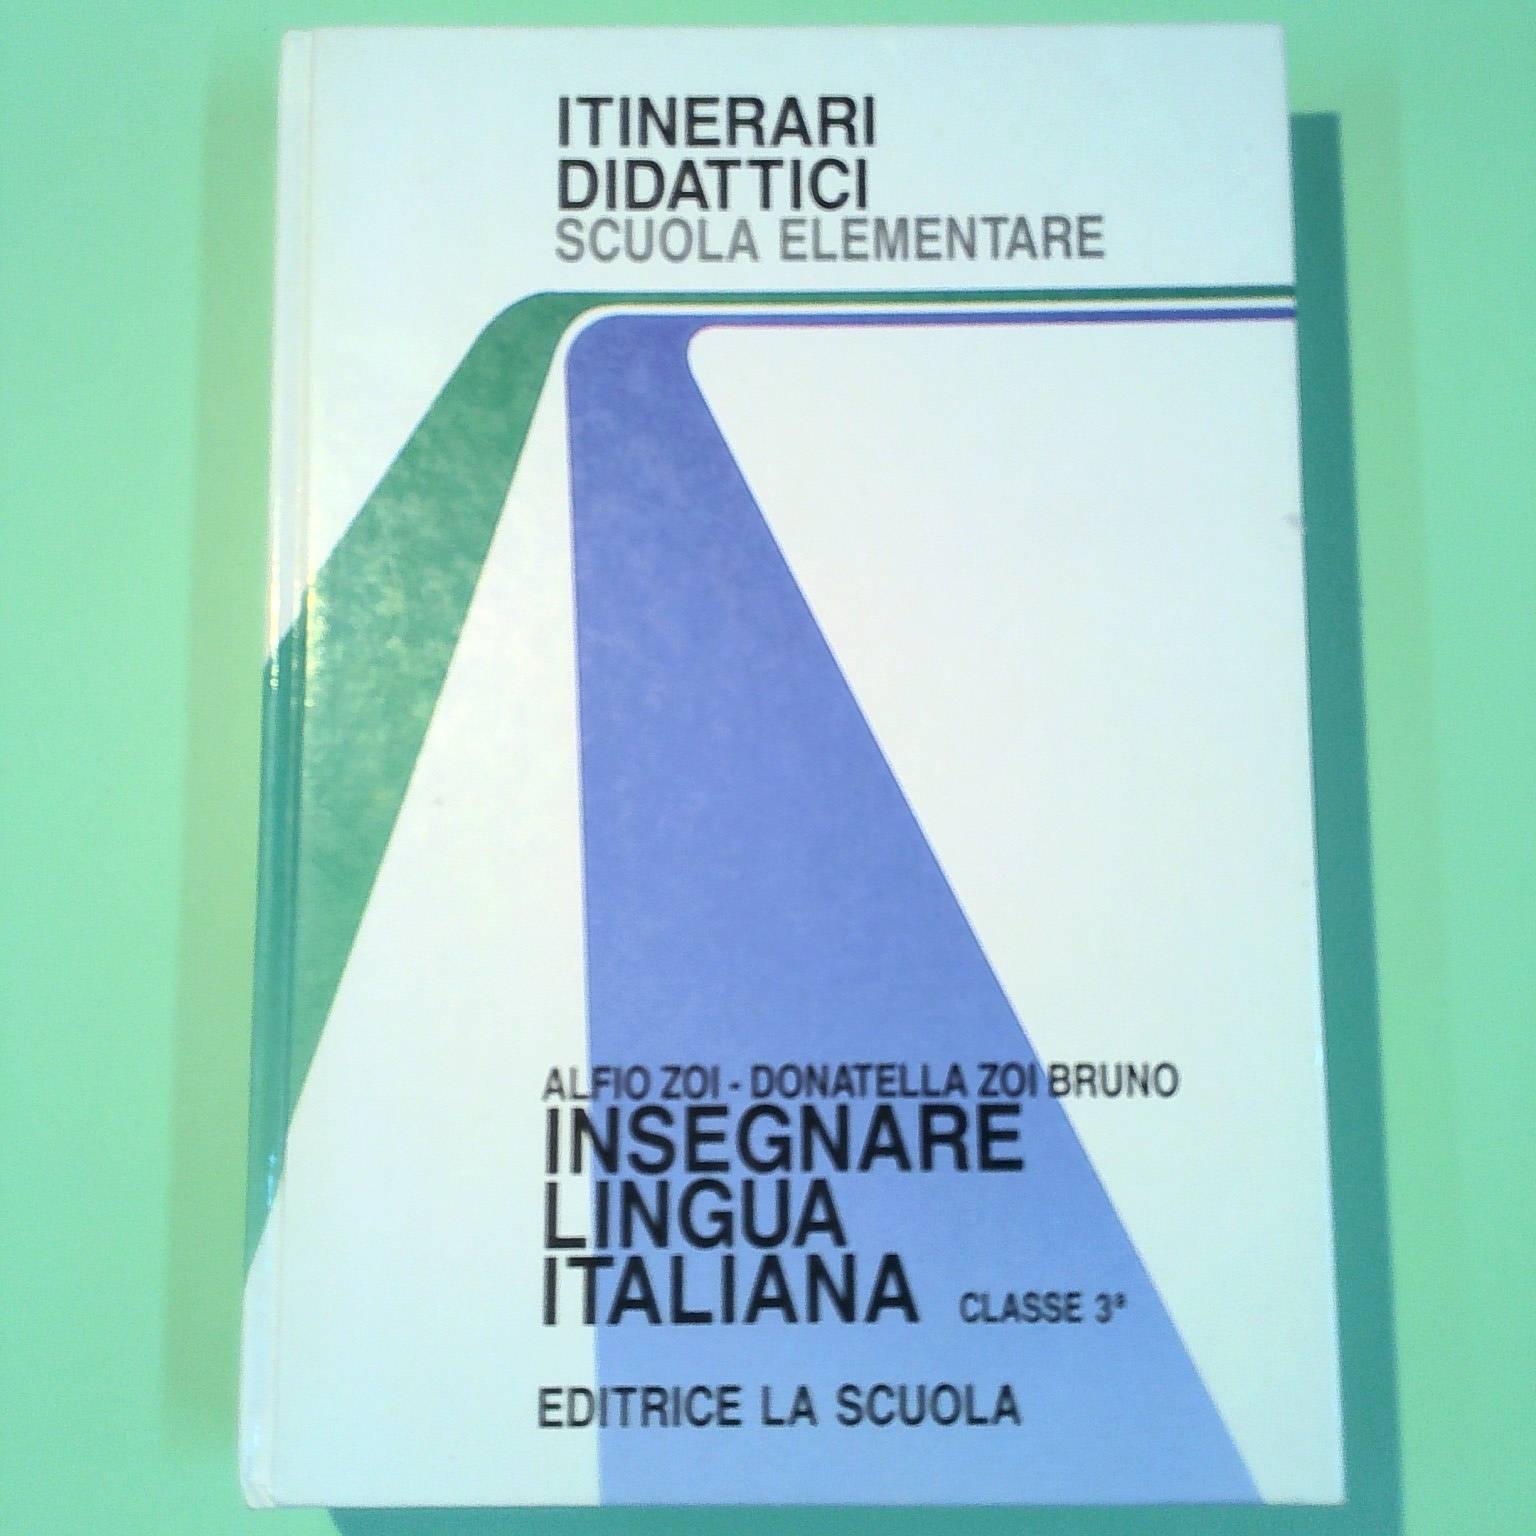 ITINERARI
DIDATTICI
SCUOLA ELEMENTARE
ALFIO ZOI - DONATELLA ZOI BRUNO
INSEGNARE
LINGUA
ITALIANA CLASSE 3ª
EDITRICE LA SCUOLA